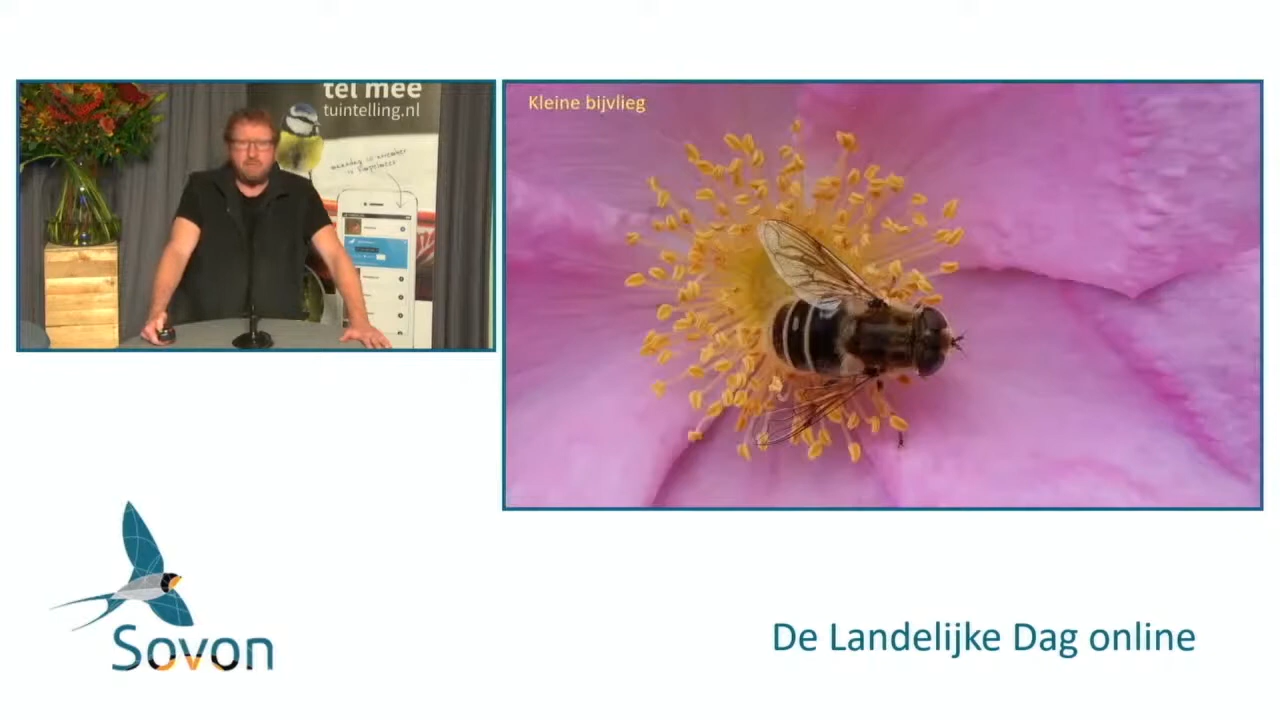 tel mee
tuintelling.nl
Kleine bijvlieg
Sovon
De Landelijke Dag online